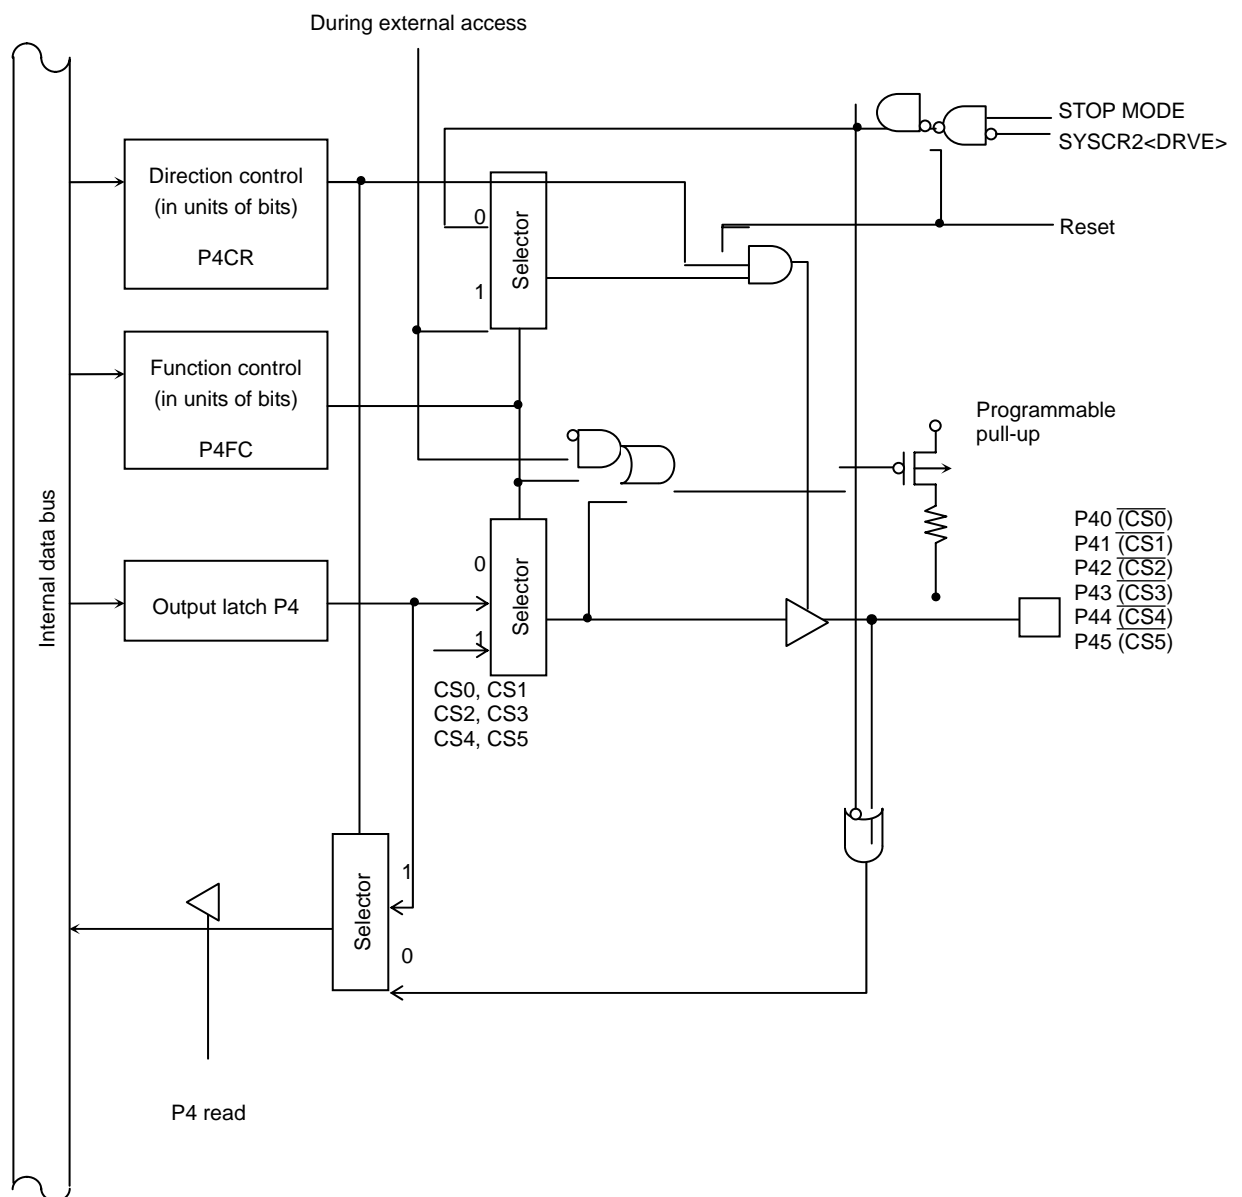 During external access
STOP MODE
SYSCR2<DRVE>
Direction control
(in units of bits)
P4CR
0
1
Selector
Reset
Function control
(in units of bits)
P4FC
Programmable
pull-up
Internal data bus
Output latch P4
0
1
Selector
P40 (CS0)
P41 (CS1)
P42 (CS2)
P43 (CS3)
P44 (CS4)
P45 (CS5)
CS0, CS1
CS2, CS3
CS4, CS5
Selector
1
0
P4 read